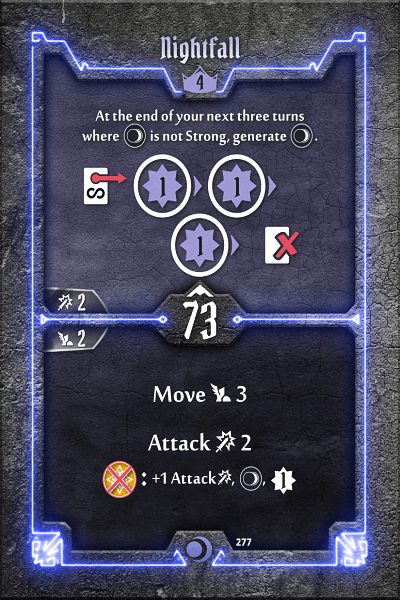 Nightfall
4
At the end of your next three turns
where is not Strong, generate .
S 1 1
1
2
73
2
Move 3
Attack 2
: +1 Attack , , 1
277